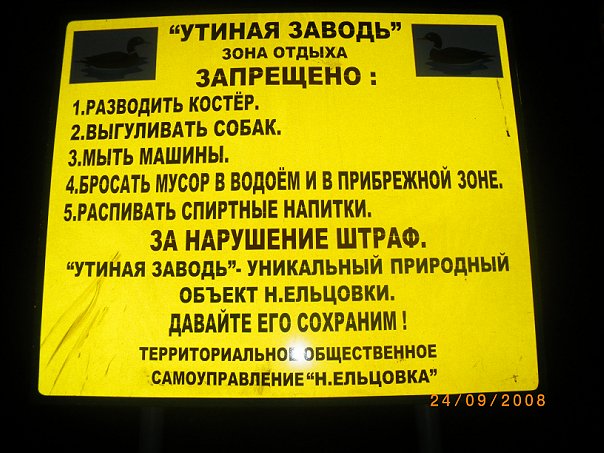 "УТИНАЯ ЗАВОДЬ"
ЗОНА ОТДЫХА
ЗАПРЕЩЕНО :
1.РАЗВОДИТЬ КОСТЁР.
2.ВЫГУЛИВАТЬ СОБАК.
3.МЫТЬ МАШИНЫ.
4.БРОСАТЬ МУСОР В ВОДОЁМ И В ПРИБРЕЖНОЙ ЗОНЕ.
5.РАСПИВАТЬ СПИРТНЫЕ НАПИТКИ.
ЗА НАРУШЕНИЕ ШТРАФ.
"УТИНАЯ ЗАВОДЬ"- УНИКАЛЬНЫЙ ПРИРОДНЫЙ
ОБЪЕКТ Н.ЕЛЬЦОВКИ.
ДАВАЙТЕ ЕГО СОХРАНИМ !
ТЕРРИТОРИАЛЬНОЕ ОБЩЕСТВЕННОЕ
САМОУПРАВЛЕНИЕ "Н.ЕЛЬЦОВКА"
24/09/2008